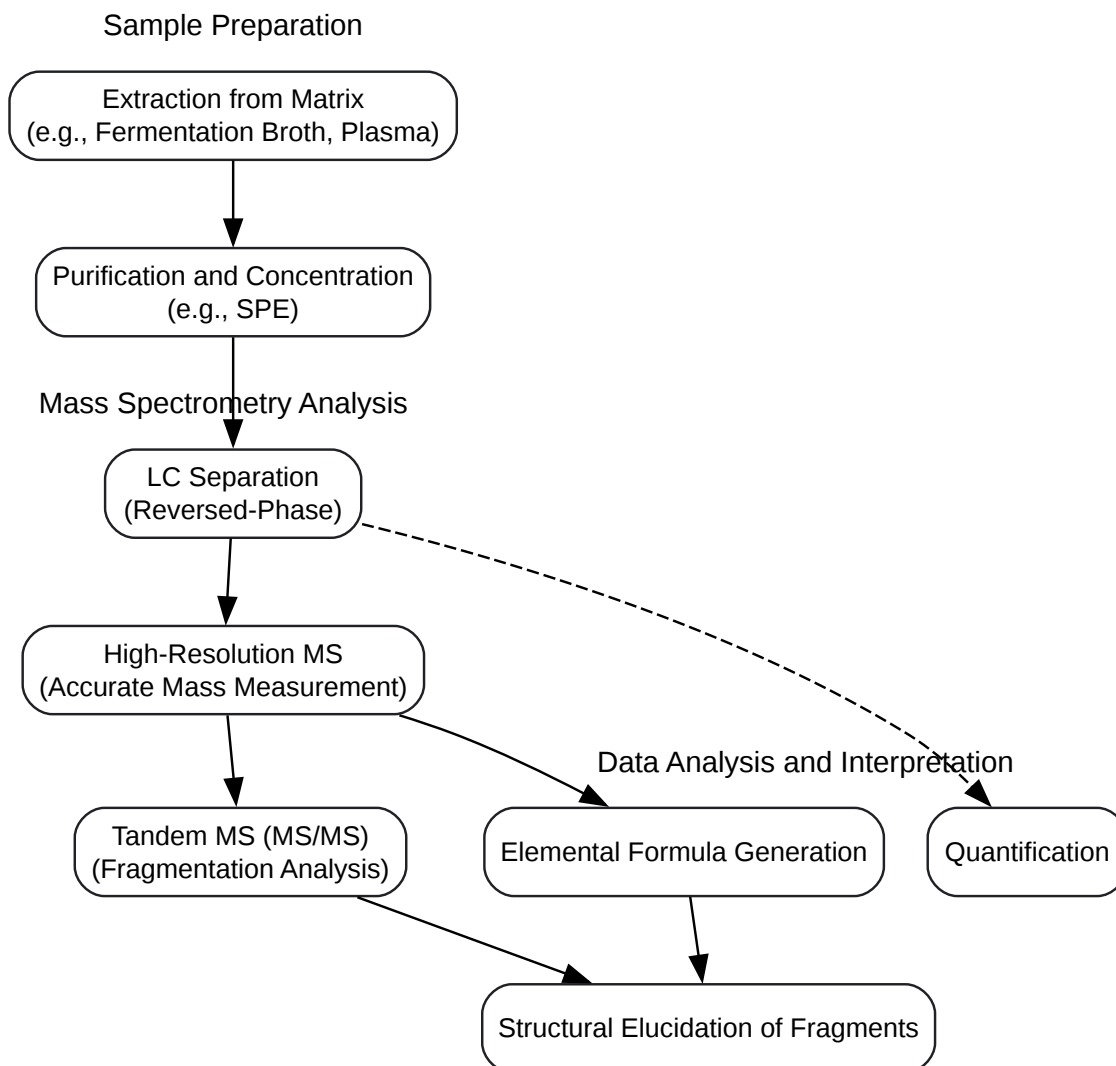 Sample Preparation
Extraction from Matrix
(e.g., Fermentation Broth, Plasma)
Purification and Concentration
(e.g., SPE)
Mass Spectrometry Analysis
LC Separation
(Reversed-Phase)
High-Resolution MS
(Accurate Mass Measurement)
Data Analysis and Interpretation
Tandem MS (MS/MS)
(Fragmentation Analysis)
Elemental Formula Generation
Quantification
Structural Elucidation of Fragments